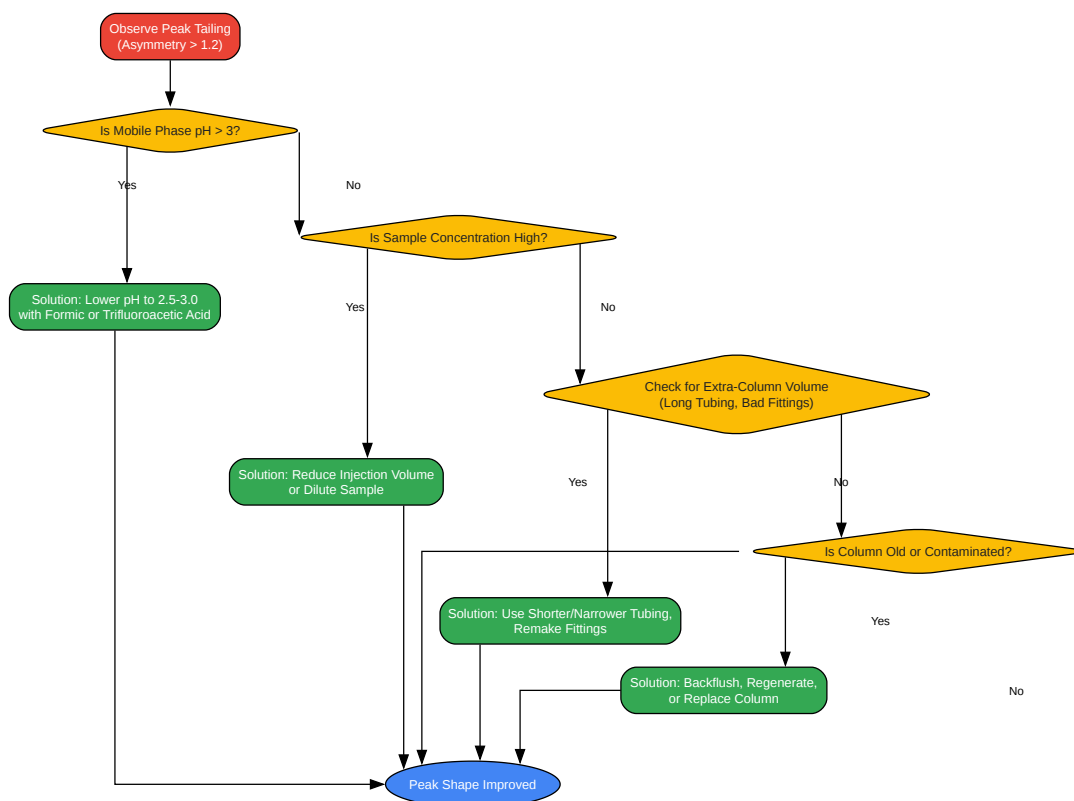 Observe Peak Tailing
(Asymmetry > 1.2)
Is Mobile Phase pH > 3?
Yes
No
Is Sample Concentration High?
Solution: Lower pH to 2.5-3.0
with Formic or Trifluoroacetic Acid
Yes
No
Check for Extra-Column Volume
(Long Tubing, Bad Fittings)
Solution: Reduce Injection Volume
or Dilute Sample
Yes
No
Is Column Old or Contaminated?
Solution: Use Shorter/Narrower Tubing,
Remake Fittings
Yes
Solution: Backflush, Regenerate,
or Replace Column
No
Peak Shape Improved